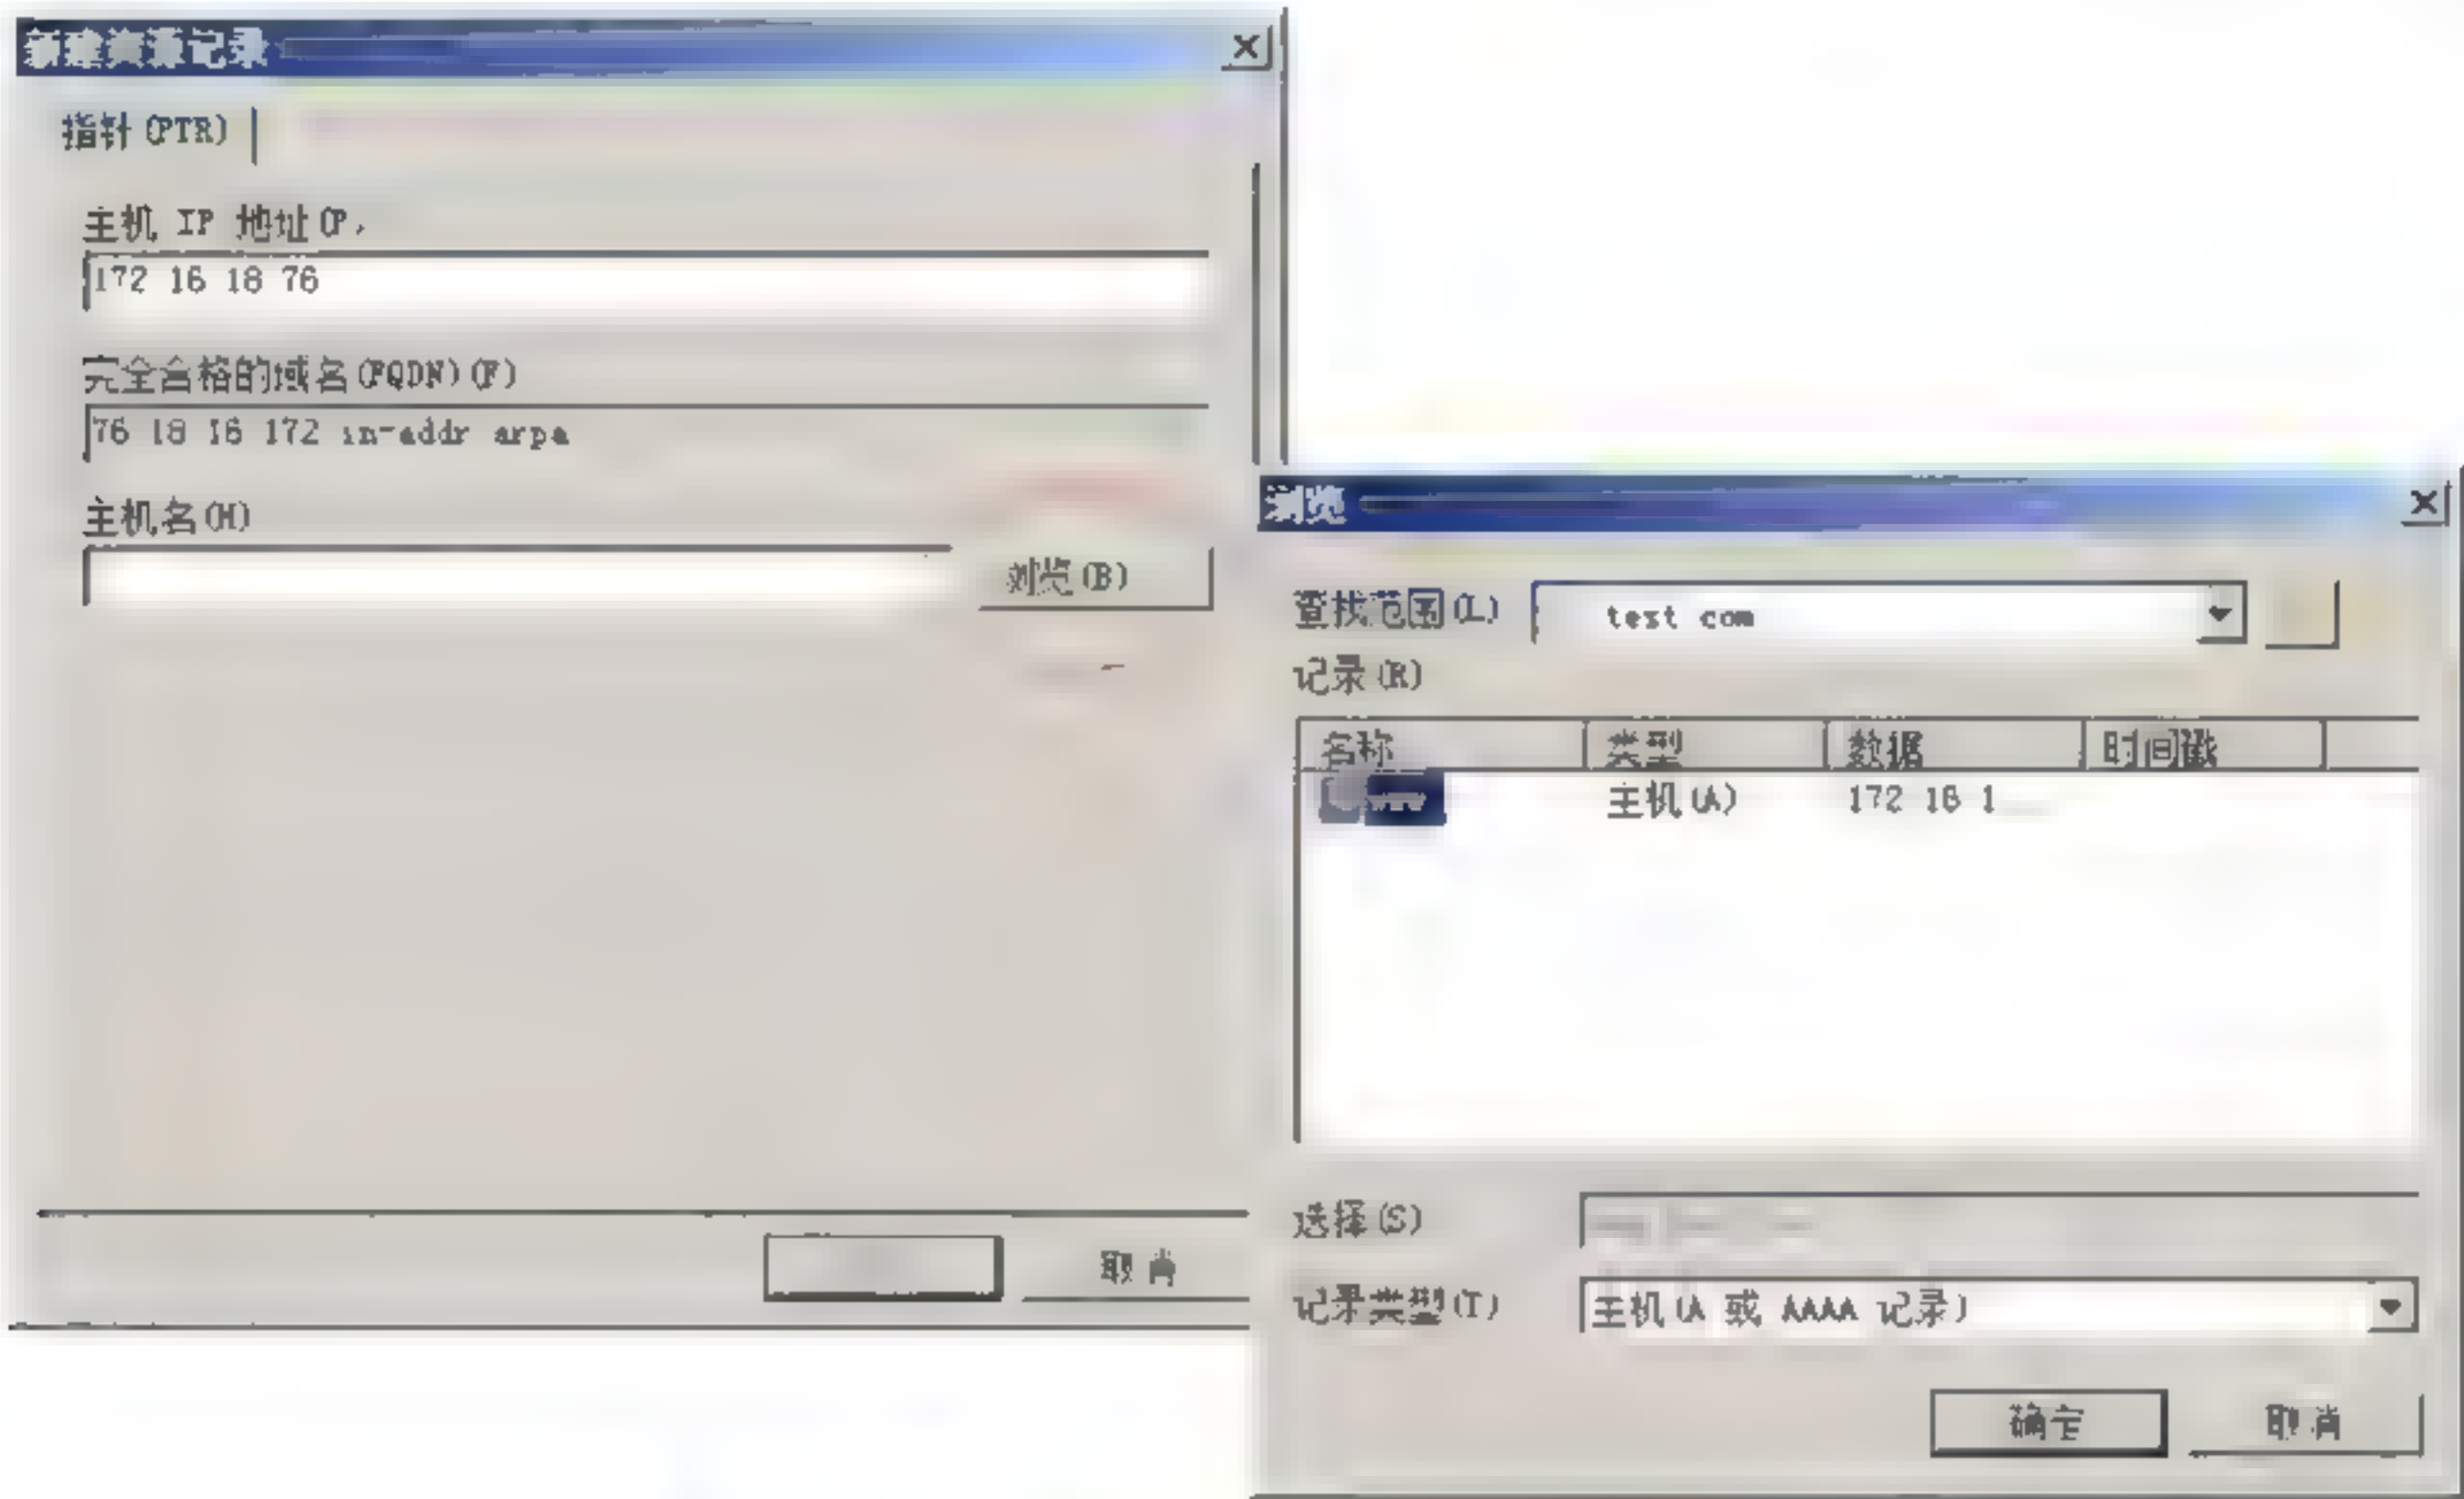 新建资源记录
指针(PTR)
主机 IP 地址(P,
172 16 18 76
完全合格的域名(FQDN)(F)
76 18 16 172 in-addr arpa
主机名(H)
浏览(B)
取消
浏览
查找范围(L)
test com
记录(R)
名称 类型 数据 时间戳
www 主机(A) 172 16 1
选择(S)
记录类型(T)
主机(A 或 AAAA 记录)
确定 取消